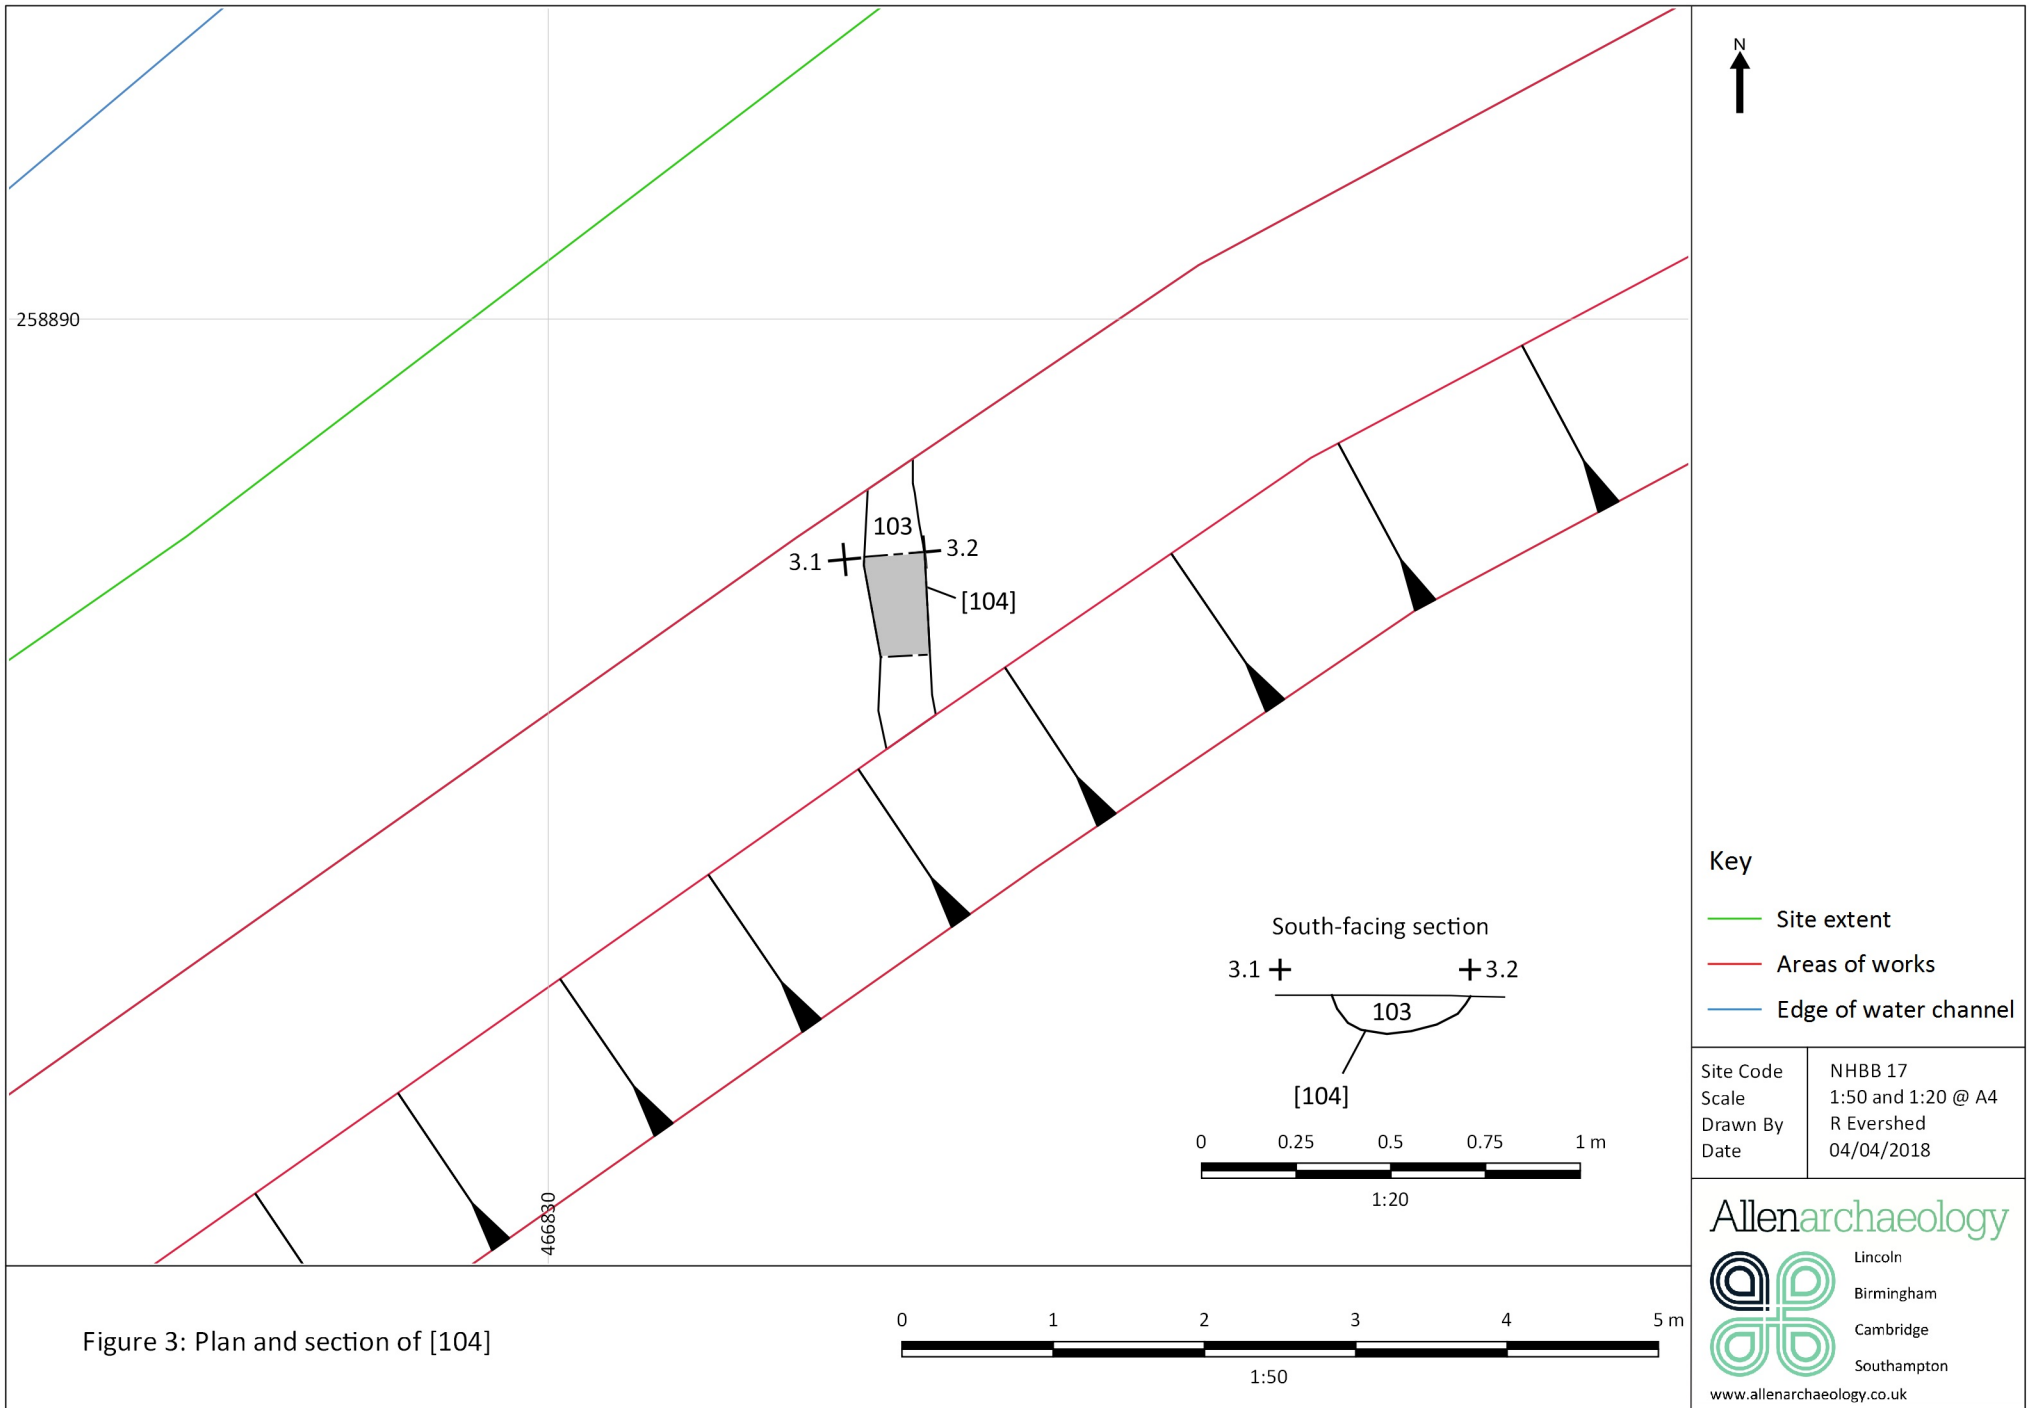 N
258890
103
3.1
3.2
[104]
466830
South-facing section
3.1 3.2
103
[104]
0 0.25 0.5 0.75 1 m
1:20
Key
Site extent
Areas of works
Edge of water channel
Site Code NHBB 17
Scale 1:50 and 1:20 @ A4
Drawn By R Evershed
Date 04/04/2018
Allenarchaeology
Lincoln
Birmingham
Cambridge
Southampton
www.allenarchaeology.co.uk
Figure 3: Plan and section of [104]
0 1 2 3 4 5 m
1:50